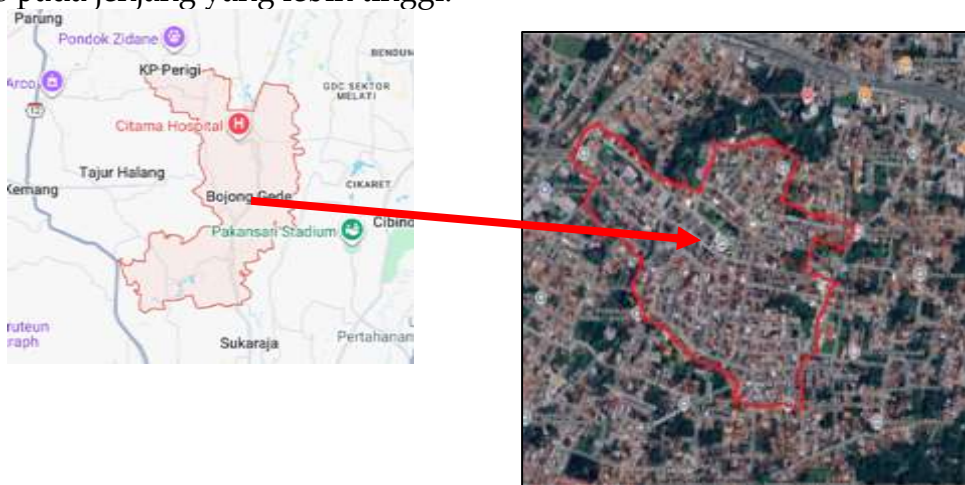 pada jenjang yang lebih tinggi.
Parung
Pondok Zidane
BENDUN
KP Perigi
Arco
GDC SEKTOR
MELATI
Citama Hospital
H
Tajur Halang
Kemang
CIKARET
Bojong Gede
Cibino
Pakansari Stadium
ruteun
raph
Sukaraja
Pertahanan